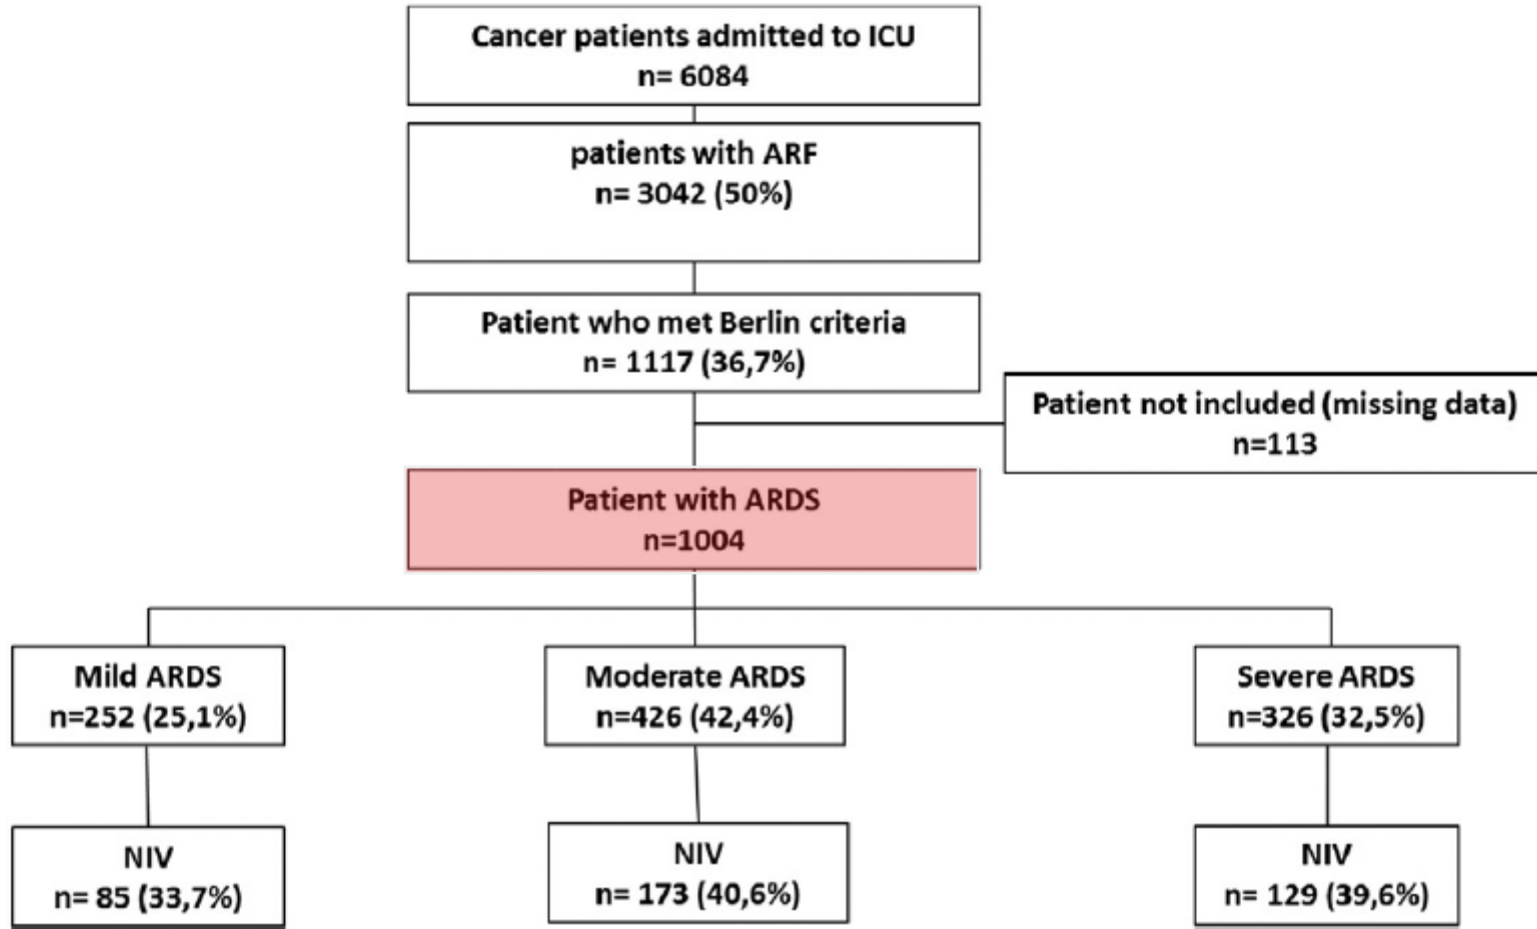 Cancer patients admitted to ICU
n= 6084
patients with ARF
n= 3042 (50%)
Patient who met Berlin criteria
n= 1117 (36,7%)
Patient not included (missing data)
n=113
Patient with ARDS
n=1004
Mild ARDS
n=252 (25,1%)
Moderate ARDS
n=426 (42,4%)
Severe ARDS
n=326 (32,5%)
NIV
n= 85 (33,7%)
NIV
n= 173 (40,6%)
NIV
n= 129 (39,6%)